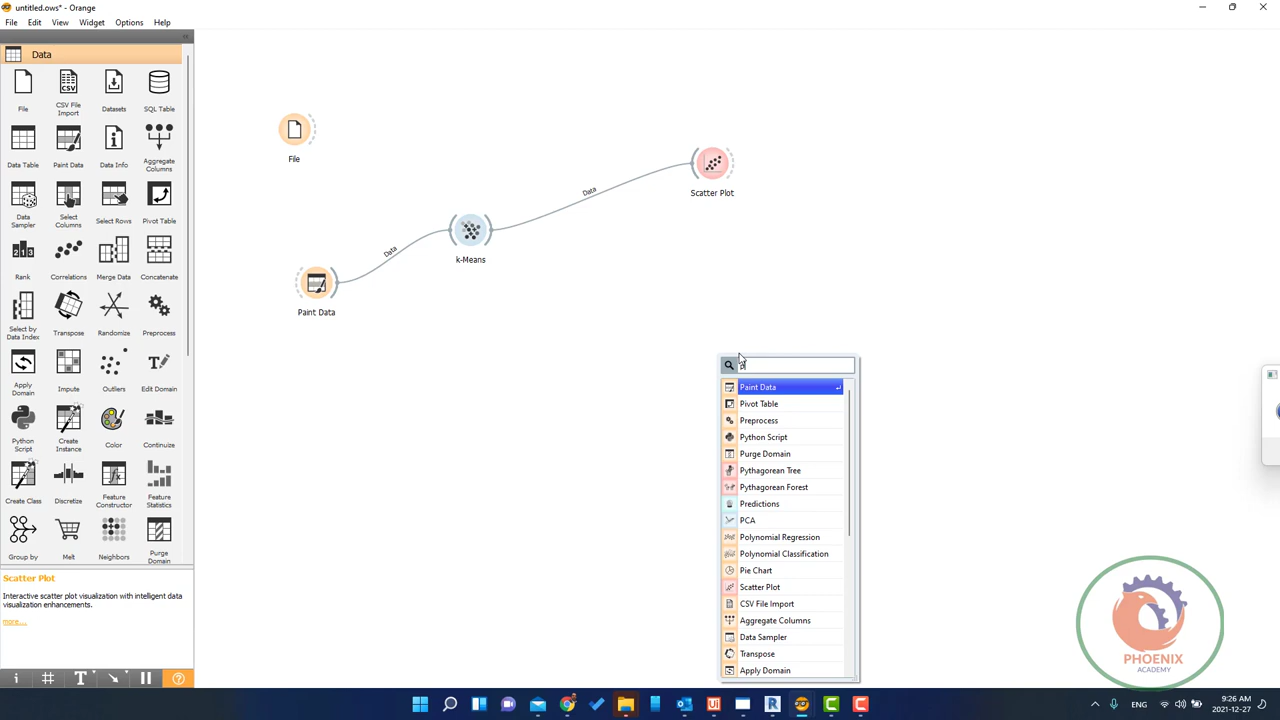 untitled.ows* - Orange
File Edit View Widget Options Help
Data
File
CSV File
Import
Datasets
SQL Table
Data Table
Paint Data
Data Info
Aggregate
Columns
Data
Sampler
Select
Columns
Select Rows
Pivot Table
Rank
Correlations
Merge Data
Concatenate
Select by
Data Index
Transpose
Randomize
Preprocess
Apply
Domain
Impute
Outliers
Edit Domain
Python
Script
Create
Instance
Color
Continuize
Create Class
Discretize
Feature
Constructor
Feature
Statistics
Group by
Melt
Neighbors
Purge
Domain
Scatter Plot
Interactive scatter plot visualization with intelligent data
visualization enhancements.
more...
File
Scatter Plot
Data
k-Means
Data
Paint Data
p
Paint Data
Pivot Table
Preprocess
Python Script
Purge Domain
Pythagorean Tree
Pythagorean Forest
Predictions
PCA
Polynomial Regression
Polynomial Classification
Pie Chart
Scatter Plot
CSV File Import
Aggregate Columns
Data Sampler
Transpose
Apply Domain
PHOENIX
ACADEMY
ENG
9:26 AM
2021-12-27